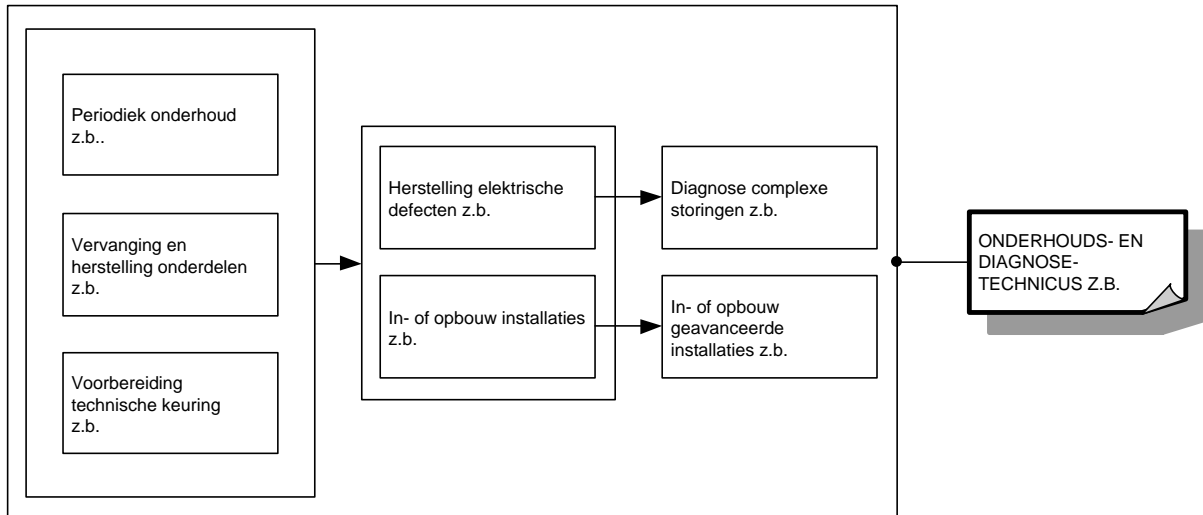 Periodiek onderhoud
z.b..
Vervanging en
herstelling onderdelen
z.b.
Voorbereiding
technische keuring
z.b.
Herstelling elektrische
defecten z.b.
In- of opbouw installaties
z.b.
Diagnose complexe
storingen z.b.
In- of opbouw
geavanceerde
installaties z.b.
ONDERHOUDS- EN
DIAGNOSE-
TECHNICUS Z.B.